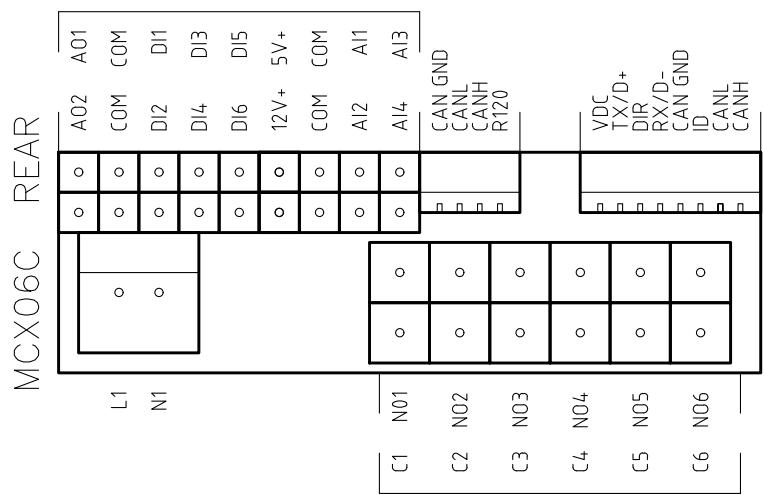 AO1 COM DI1 DI3 DI5 5V+ COM AI1 AI3
AO2 COM DI2 DI4 DI6 12V+ COM AI2 AI4
CAN GND
CANL
CANH
R120
VDC
TX/D+
DIR
RX/D-
CAN GND
ID
CANL
CANH
MCX06C REAR
L1 N1
NO1 NO2 NO3 NO4 NO5 NO6
C1 C2 C3 C4 C5 C6